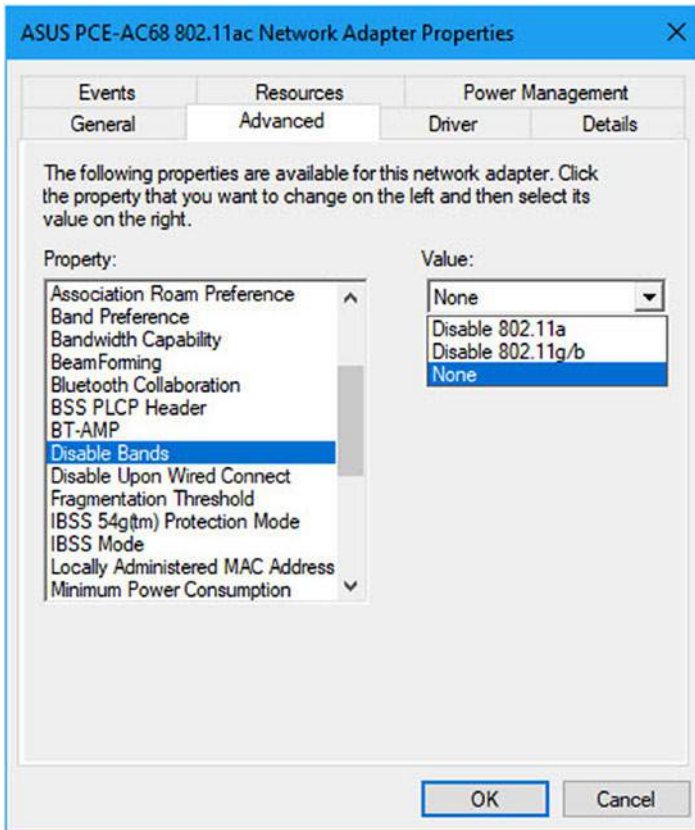 ASUS PCE-AC68 802.11ac Network Adapter Properties
Events Resources Power Management
General Advanced Driver Details
The following properties are available for this network adapter. Click
the property that you want to change on the left and then select its
value on the right.
Property:
Association Roam Preference
Band Preference
Bandwidth Capability
BeamForming
Bluetooth Collaboration
BSS PLCP Header
BT-AMP
Disable Bands
Disable Upon Wired Connect
Fragmentation Threshold
IBSS 54g(tm) Protection Mode
IBSS Mode
Locally Administered MAC Address
Minimum Power Consumption
Value:
None
Disable 802.11a
Disable 802.11g/b
None
OK Cancel